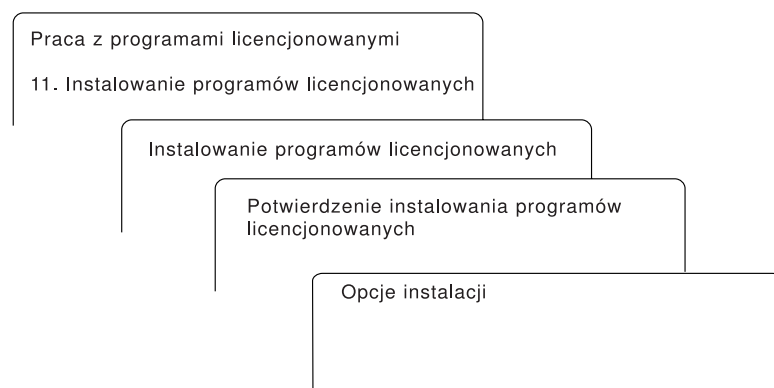 Praca z programami licencjonowanymi
11. Instalowanie programów licencjonowanych
Instalowanie programów licencjonowanych
Potwierdzenie instalowania programów
licencjonowanych
Opcje instalacji